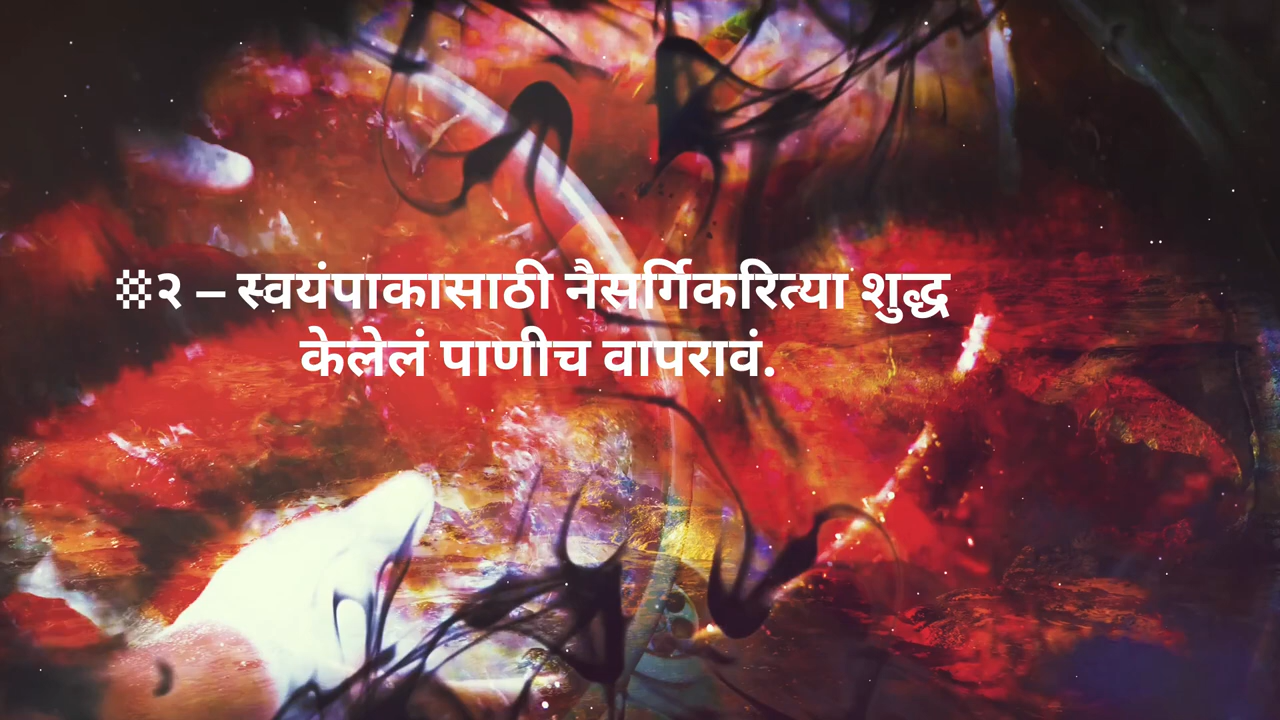 #२ – स्वयंपाकासाठी नैसर्गिकरित्या शुद्ध
केलेलं पाणीच वापरावं.